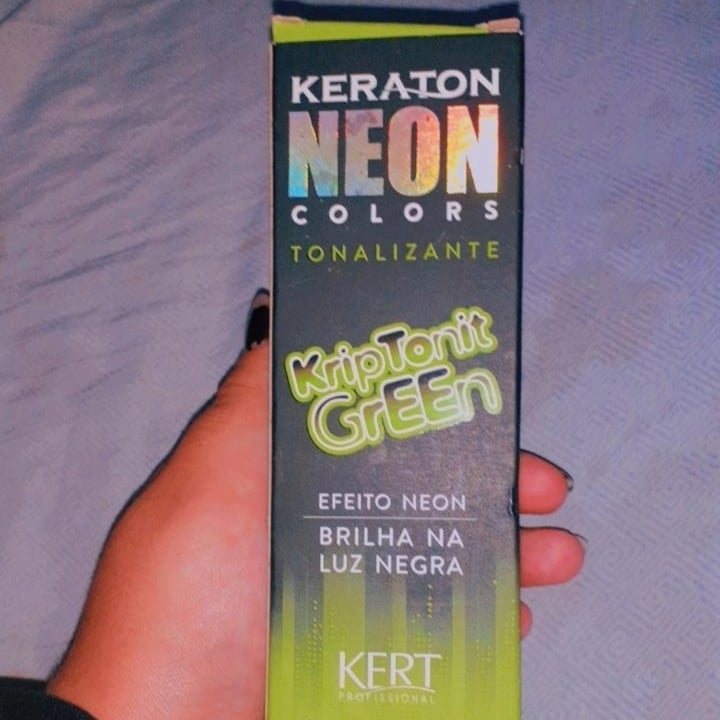 KERATON
NEON
COLORS
TONALIZANTE
KripTonit
GrEEn
EFEITO NEON
BRILHA NA
LUZ NEGRA
KERT
PROFISSIONAL